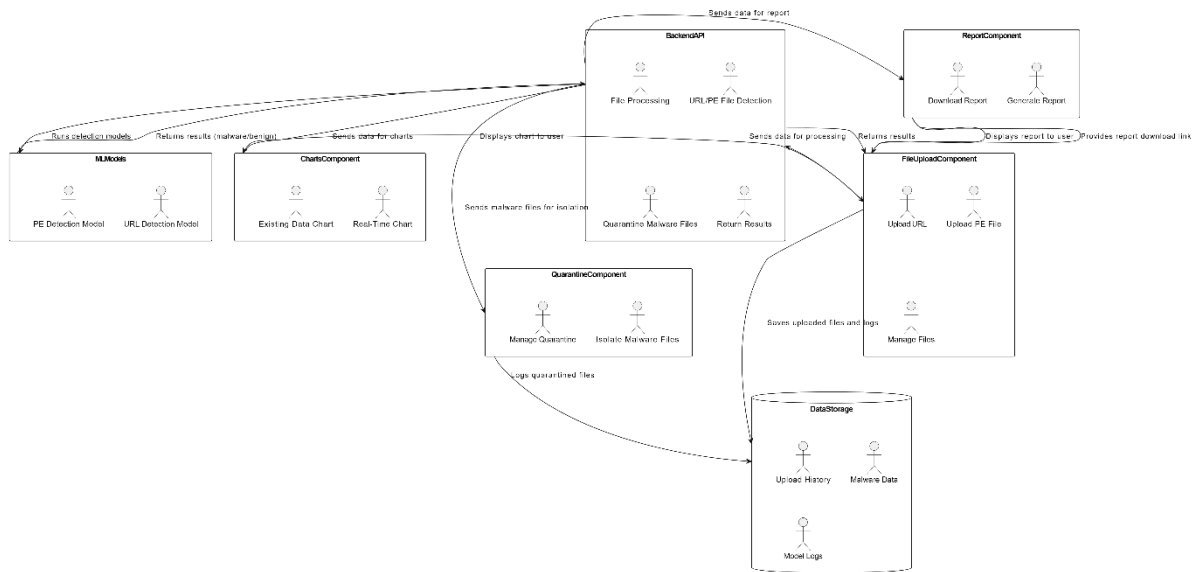 Sends data for report
BackendAPI
ReportComponent
File Processing
URL/PE File Detection
Download Report
Generate Report
Runs detection models
Returns results (malware/benign)
Sends data for charts
Displays chart to user
Sends data for processing
Returns results
Displays report to user
Provides report download link
MLModels
ChartsComponent
FileUploadComponent
PE Detection Model
URL Detection Model
Existing Data Chart
Real-Time Chart
Quarantine Malware Files
Return Results
Upload URL
Upload PE File
Sends malware files for isolation
QuarantineComponent
Manage Quarantine
Isolate Malware Files
Saves uploaded files and logs
Manage Files
Logs quarantined files
DataStorage
Upload History
Malware Data
Model Logs